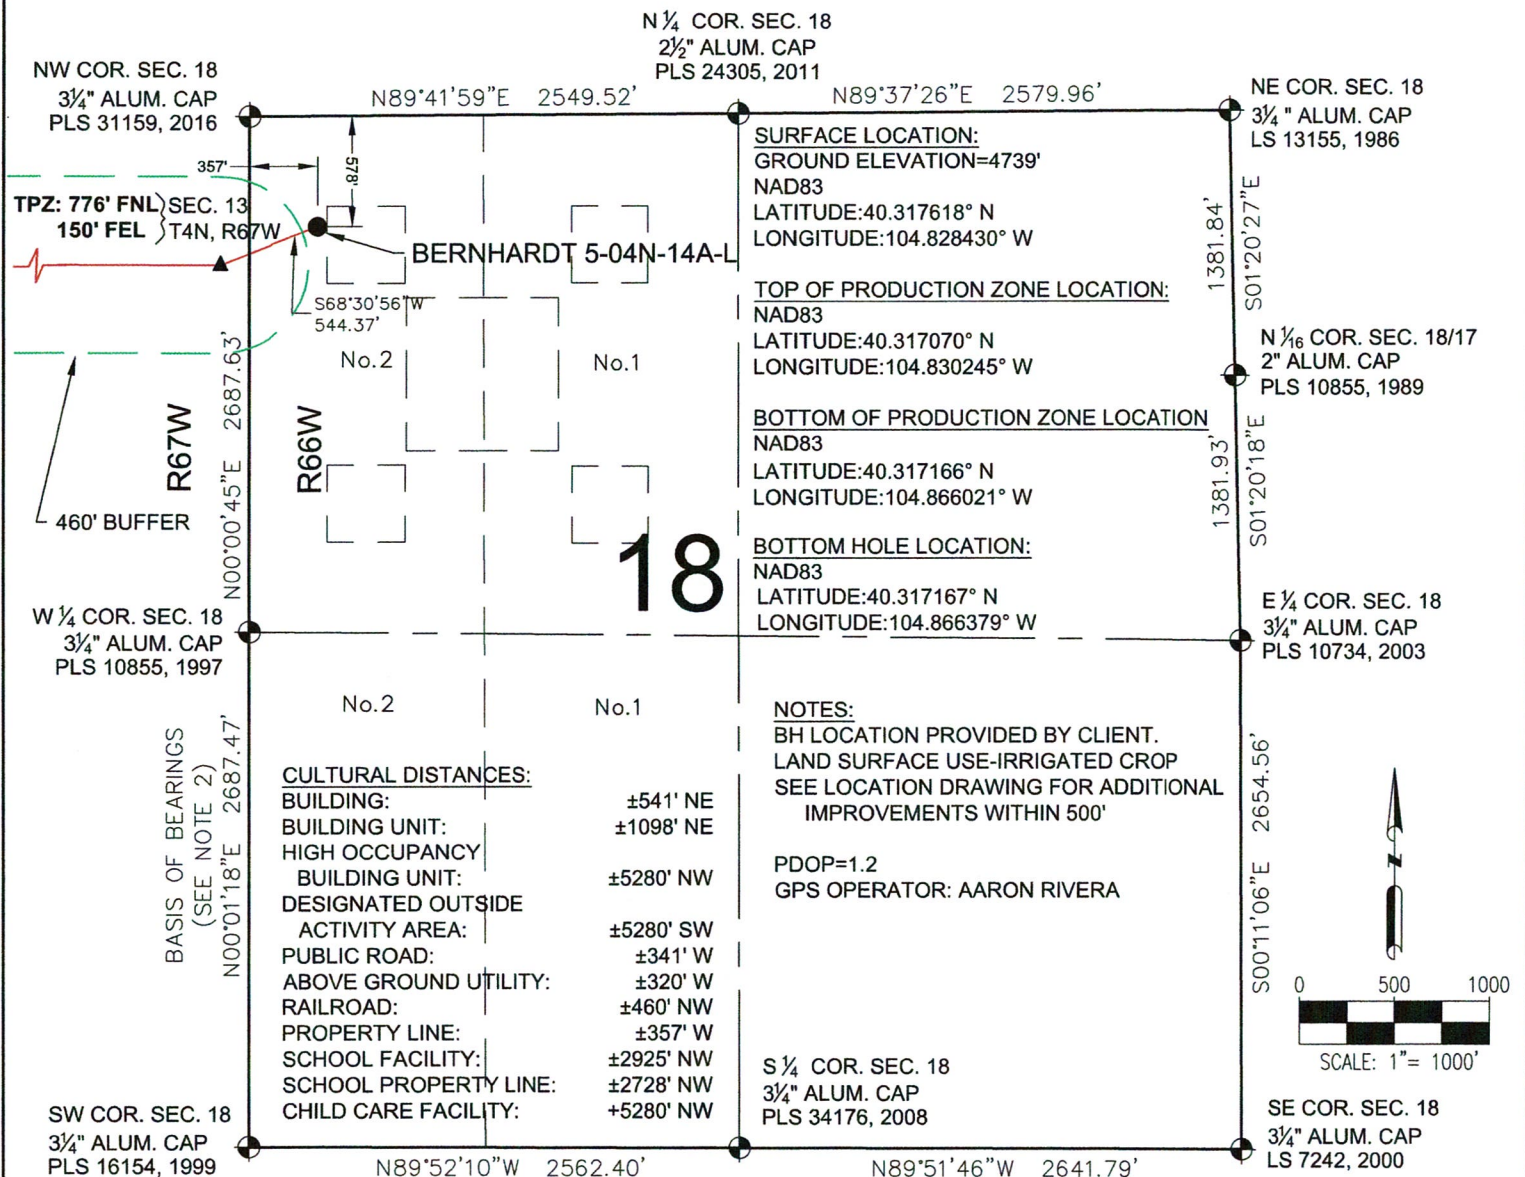 N ¼ COR. SEC. 18
2½" ALUM. CAP
PLS 24305, 2011
NW COR. SEC. 18
3¼" ALUM. CAP
PLS 31159, 2016
N89°41'59"E 2549.52'
N89°37'26"E 2579.96'
NE COR. SEC. 18
3¼" ALUM. CAP
LS 13155, 1986
357'
578'
TPZ: 776' FNL} SEC. 13
150' FEL } T4N, R67W
BERNHARDT 5-04N-14A-L
S68°30'56"W
544.37'
SURFACE LOCATION:
GROUND ELEVATION=4739'
NAD83
LATITUDE:40.317618° N
LONGITUDE:104.828430° W
TOP OF PRODUCTION ZONE LOCATION:
NAD83
LATITUDE:40.317070° N
LONGITUDE:104.830245° W
BOTTOM OF PRODUCTION ZONE LOCATION
NAD83
LATITUDE:40.317166° N
LONGITUDE:104.866021° W
BOTTOM HOLE LOCATION:
NAD83
LATITUDE:40.317167° N
LONGITUDE:104.866379° W
1381.84'
S01°20'27"E
N 1⁄16 COR. SEC. 18/17
2" ALUM. CAP
PLS 10855, 1989
1381.93'
S01°20'18"E
No.2
No.1
R67W
R66W
N00°00'45"E 2687.63'
460' BUFFER
18
W ¼ COR. SEC. 18
3¼" ALUM. CAP
PLS 10855, 1997
E ¼ COR. SEC. 18
3¼" ALUM. CAP
PLS 10734, 2003
No.2
No.1
BASIS OF BEARINGS
(SEE NOTE 2)
N00°01'18"E 2687.47'
CULTURAL DISTANCES:
BUILDING: ±541' NE
BUILDING UNIT: ±1098' NE
HIGH OCCUPANCY
BUILDING UNIT: ±5280' NW
DESIGNATED OUTSIDE
ACTIVITY AREA: ±5280' SW
PUBLIC ROAD: ±341' W
ABOVE GROUND UTILITY: ±320' W
RAILROAD: ±460' NW
PROPERTY LINE: ±357' W
SCHOOL FACILITY: ±2925' NW
SCHOOL PROPERTY LINE: ±2728' NW
CHILD CARE FACILITY: +5280' NW
NOTES:
BH LOCATION PROVIDED BY CLIENT.
LAND SURFACE USE-IRRIGATED CROP
SEE LOCATION DRAWING FOR ADDITIONAL
IMPROVEMENTS WITHIN 500'
PDOP=1.2
GPS OPERATOR: AARON RIVERA
S00°11'06"E 2654.56'
N
0 500 1000
SCALE: 1"= 1000'
S ¼ COR. SEC. 18
3¼" ALUM. CAP
PLS 34176, 2008
SW COR. SEC. 18
3¼" ALUM. CAP
PLS 16154, 1999
SE COR. SEC. 18
3¼" ALUM. CAP
LS 7242, 2000
N89°52'10"W 2562.40'
N89°51'46"W 2641.79'